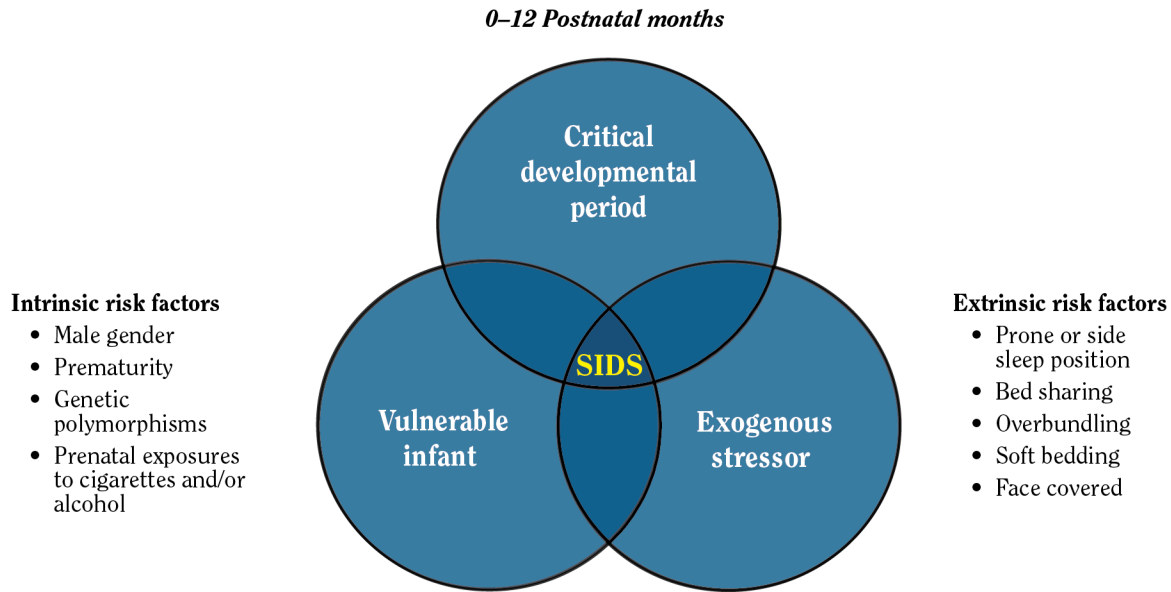 0–12 Postnatal months
Critical
developmental
period
Intrinsic risk factors
• Male gender
• Prematurity
• Genetic
polymorphisms
• Prenatal exposures
to cigarettes and/or
alcohol
SIDS
Vulnerable
infant
Exogenous
stressor
Extrinsic risk factors
• Prone or side
sleep position
• Bed sharing
• Overbundling
• Soft bedding
• Face covered